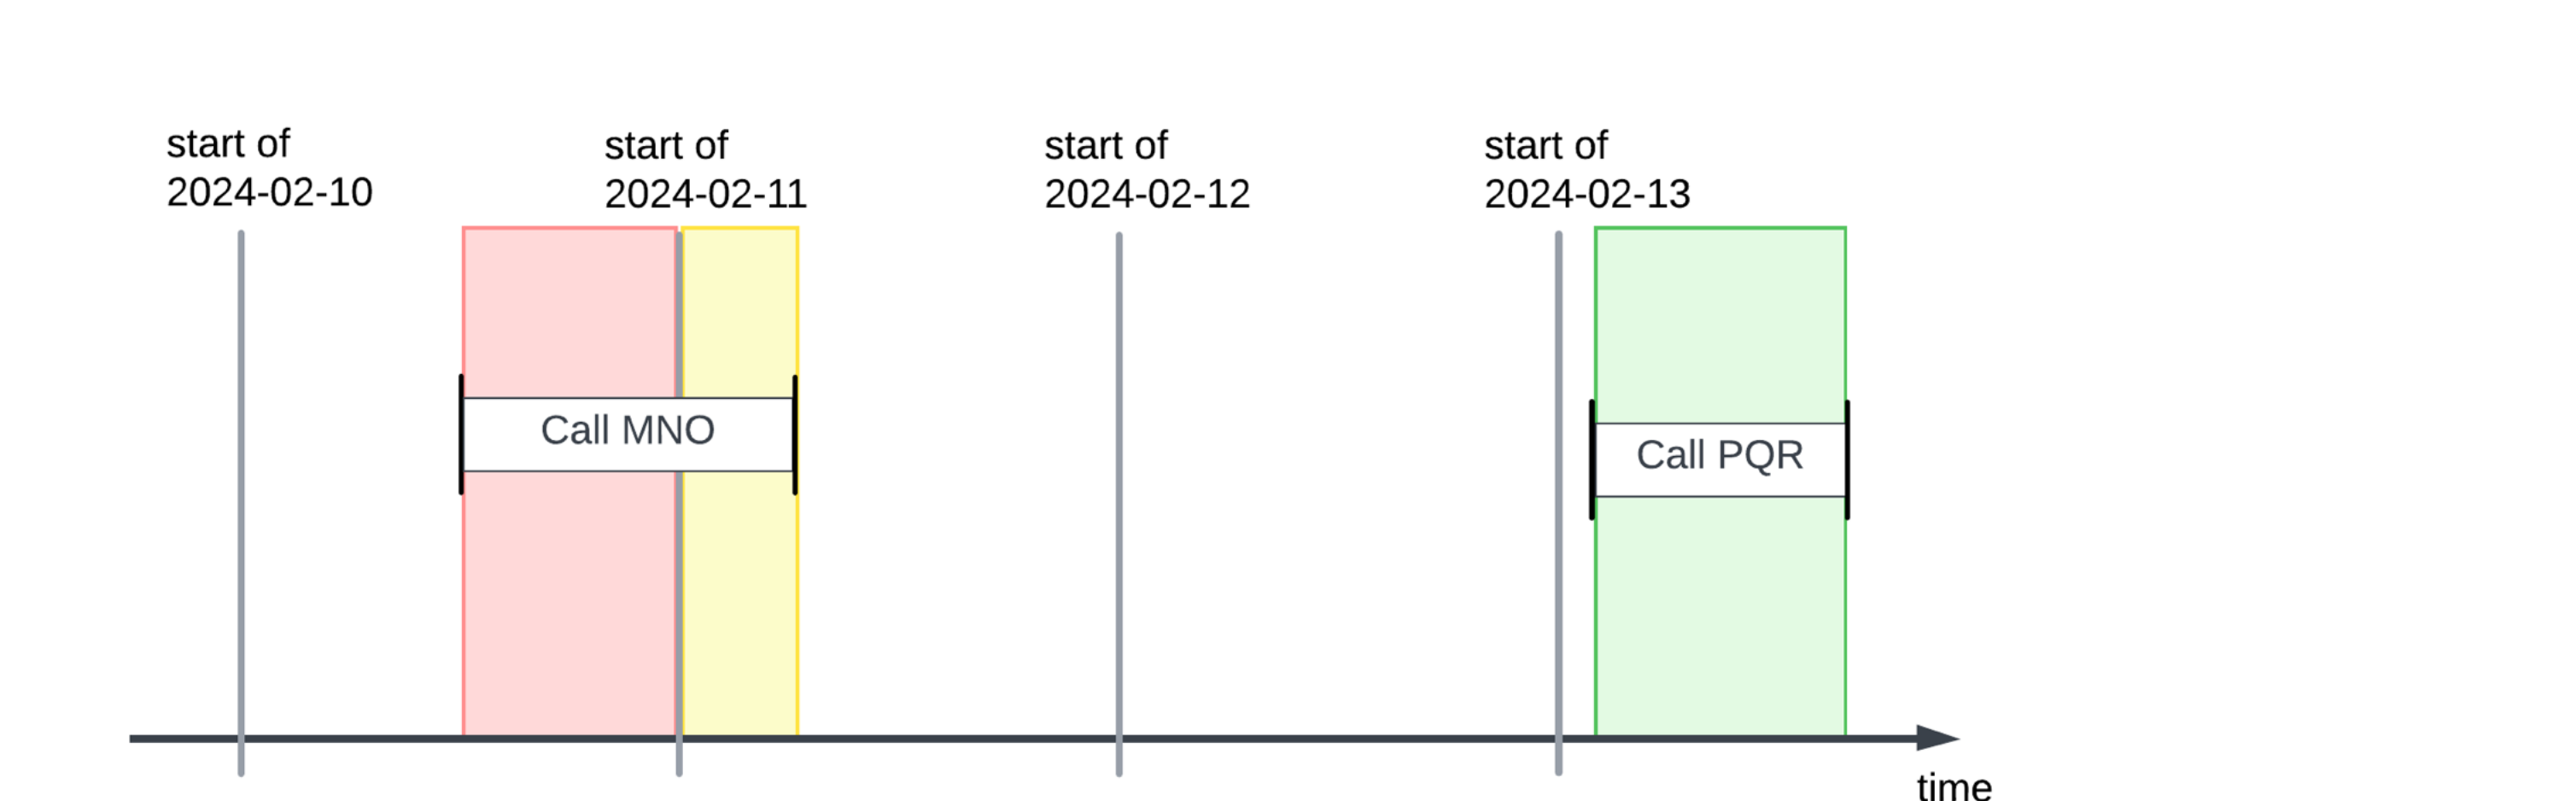 start of
2024-02-10
start of
2024-02-11
start of
2024-02-12
start of
2024-02-13
Call MNO
Call PQR
time